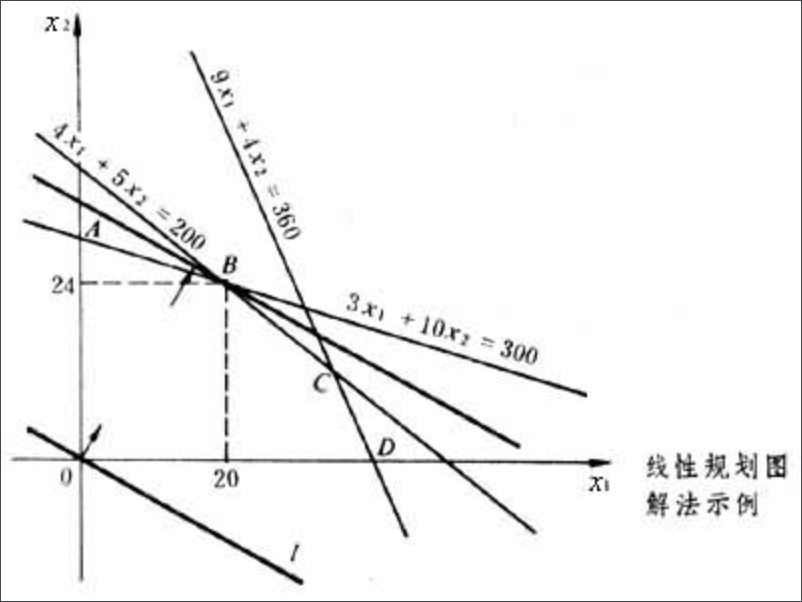 x₂
9x₁ + 4x₂ = 360
4x₁ + 5x₂ = 200
A
B
24
3x₁ + 10x₂ = 300
C
D
0
20
x₁
l
线性规划图
解法示例